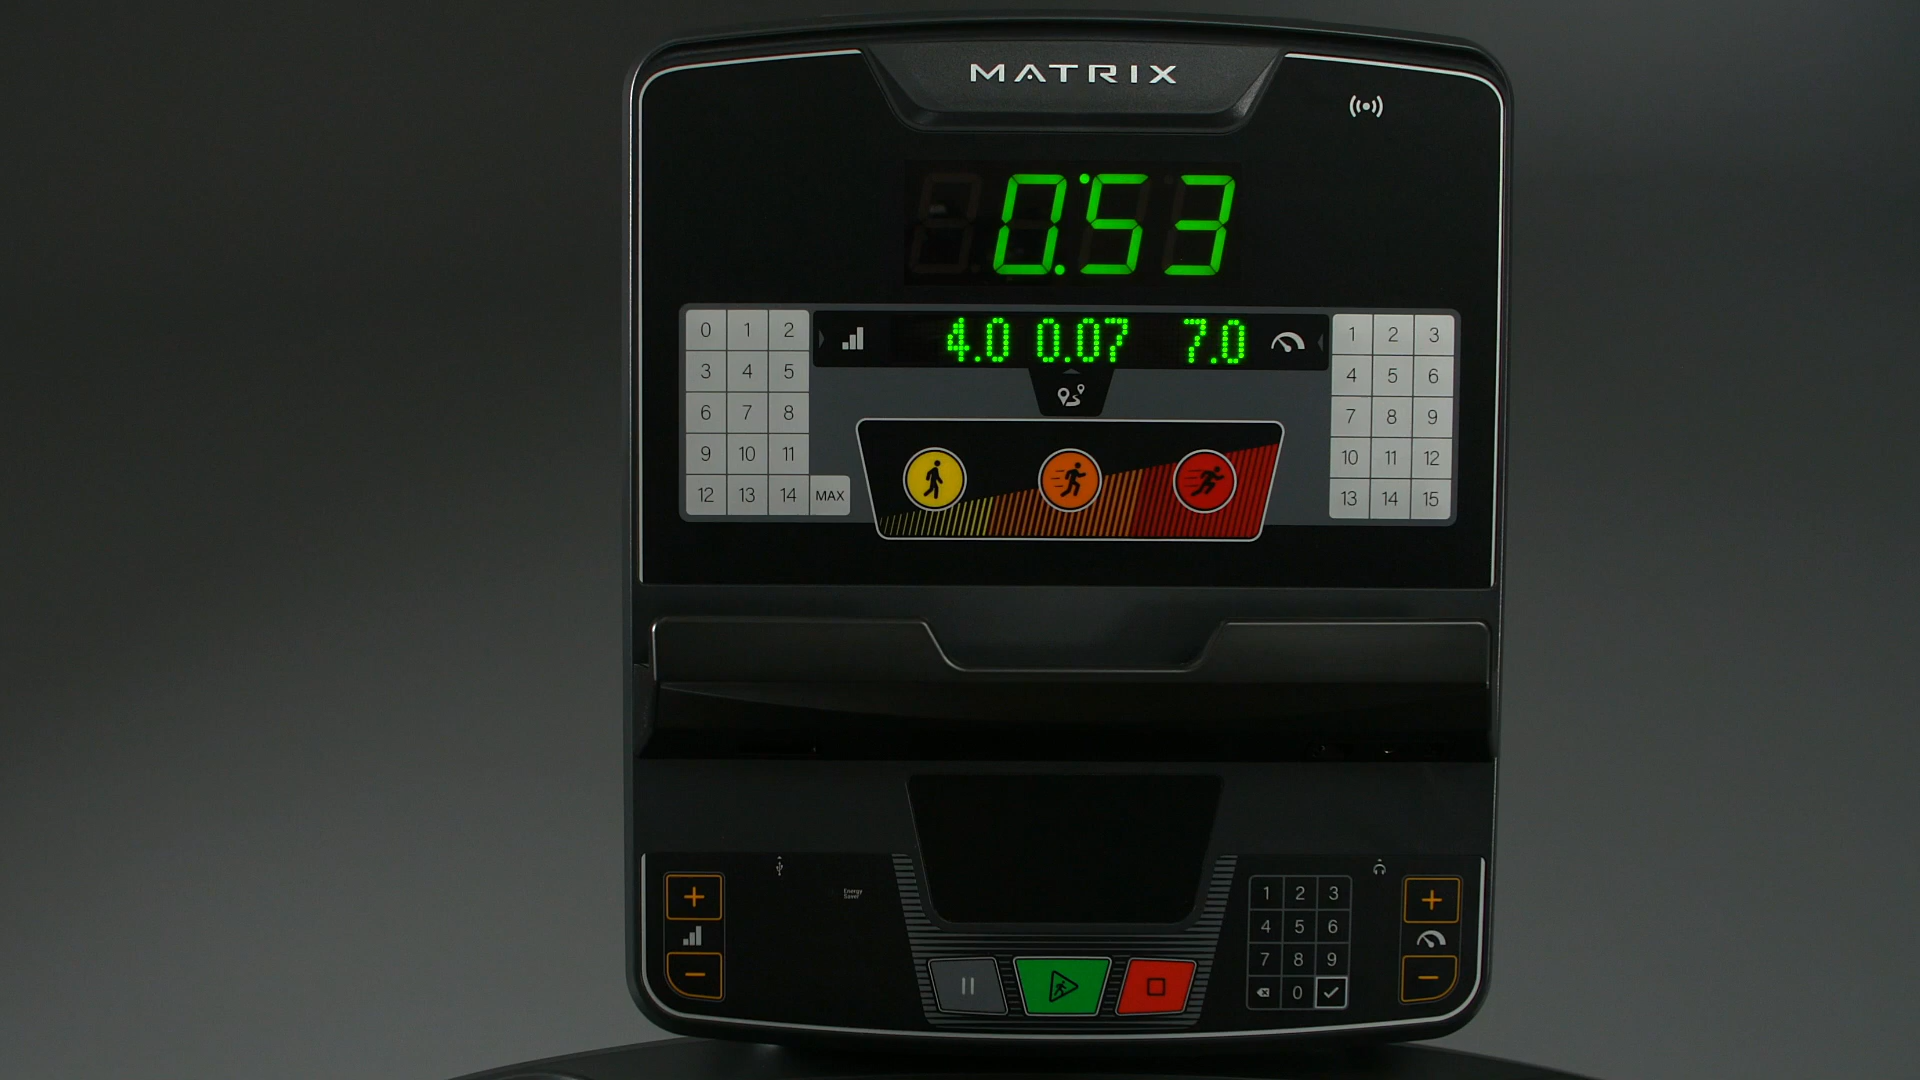 MATRIX
0:53
4.0 0.07 7.0
0 1 2
3 4 5
6 7 8
9 10 11
12 13 14 MAX
1 2 3
4 5 6
7 8 9
10 11 12
13 14 15
Energy
Saver
1 2 3
4 5 6
7 8 9
0